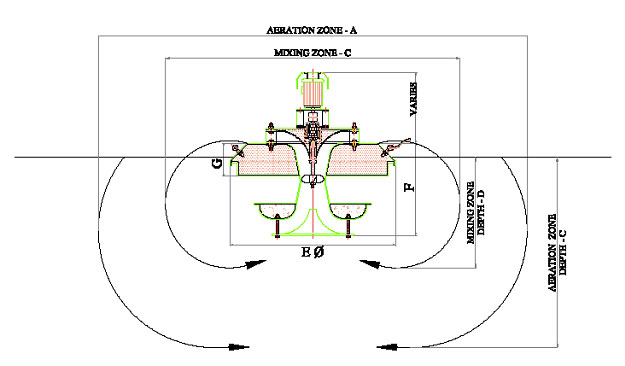 AERATION ZONE - A
MIXING ZONE - C
VARIES
G
F
MIXING ZONE
DEPTH - D
AERATION ZONE
DEPTH - C
E Ø